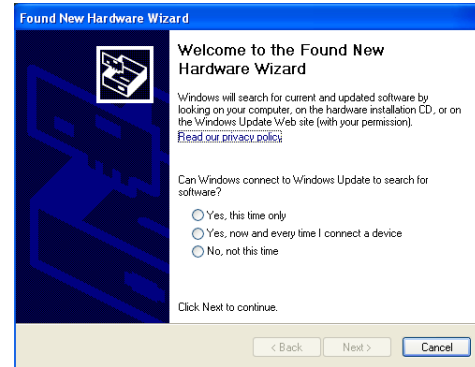 Found New Hardware Wizard
Welcome to the Found New
Hardware Wizard
Windows will search for current and updated software by
looking on your computer, on the hardware installation CD, or on
the Windows Update Web site (with your permission).
Read our privacy policy
Can Windows connect to Windows Update to search for
software?
Yes, this time only
Yes, now and every time I connect a device
No, not this time
Click Next to continue.
< Back
Next >
Cancel